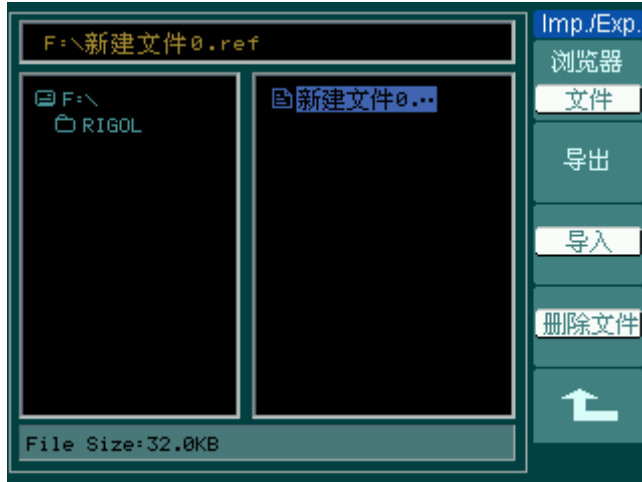 F:\新建文件0.ref
F:\
RIGOL
新建文件0.··
File Size:32.0KB
Imp./Exp.
浏览器
文件
导出
导入
删除文件